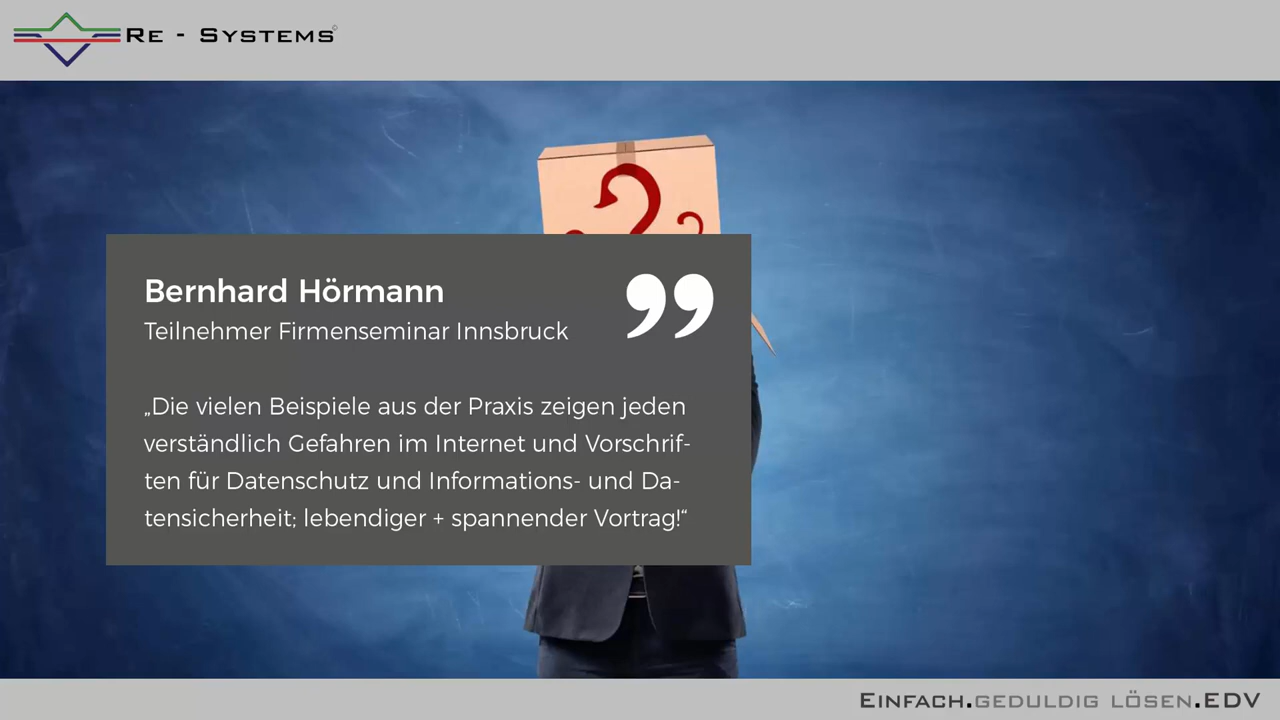 RE - SYSTEMS©
Bernhard Hörmann
Teilnehmer Firmenseminar Innsbruck
”
„Die vielen Beispiele aus der Praxis zeigen jeden
verständlich Gefahren im Internet und Vorschrif-
ten für Datenschutz und Informations- und Da-
tensicherheit; lebendiger + spannender Vortrag!“
EINFACH.GEDULDIG LÖSEN.EDV